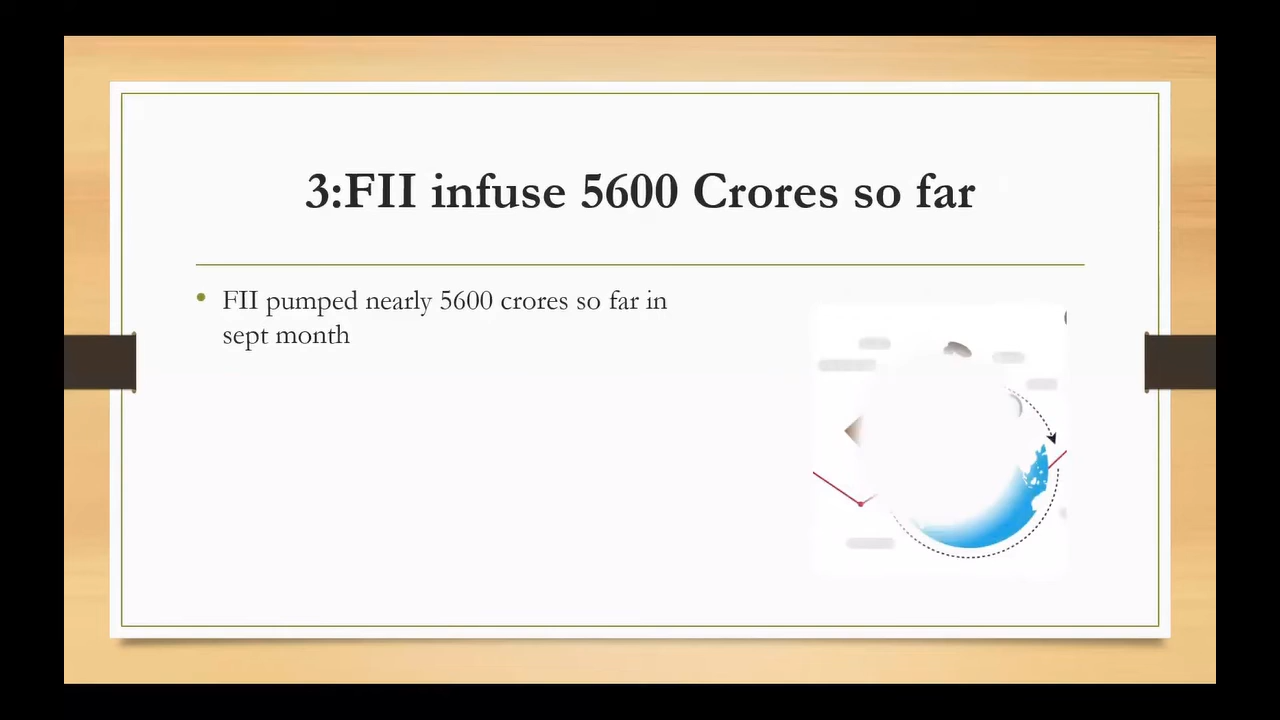 3:FII infuse 5600 Crores so far
• FII pumped nearly 5600 crores so far in
sept month